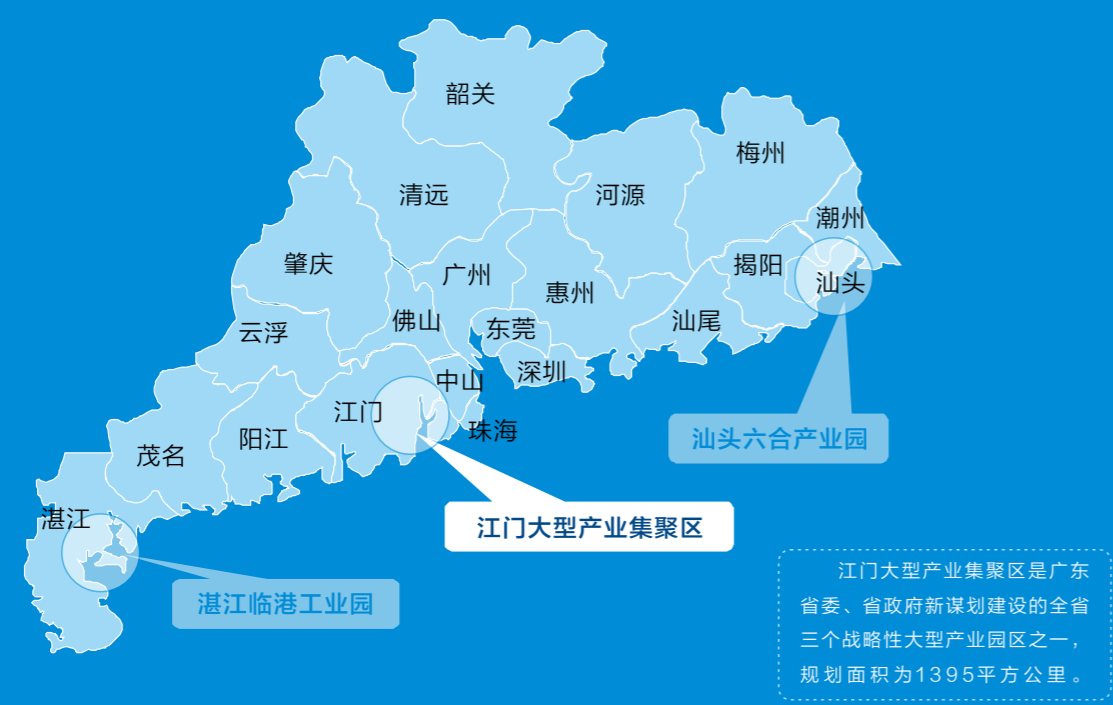 韶关
梅州
清远
河源
潮州
肇庆
广州
揭阳
汕头
惠州
云浮
佛山
东莞
汕尾
深圳
中山
江门
珠海
阳江
茂名
汕头六合产业园
湛江
江门大型产业集聚区
湛江临港工业园
江门大型产业集聚区是广东
省委、省政府新谋划建设的全省
三个战略性大型产业园区之一，
规划面积为1395平方公里。